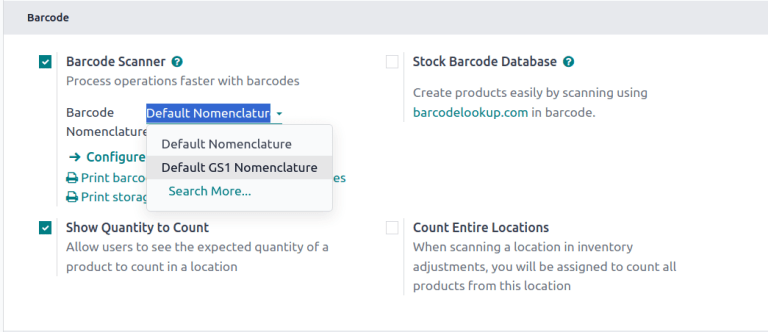 Barcode
Barcode Scanner ?
Process operations faster with barcodes
Barcode
Nomenclature
Default Nomenclatur
Default Nomenclature
Default GS1 Nomenclature
Search More...
Configure
Print barco
es
Print storag
Stock Barcode Database ?
Create products easily by scanning using
barcodelookup.com in barcode.
Show Quantity to Count
Allow users to see the expected quantity of a
product to count in a location
Count Entire Locations
When scanning a location in inventory
adjustments, you will be assigned to count all
products from this location